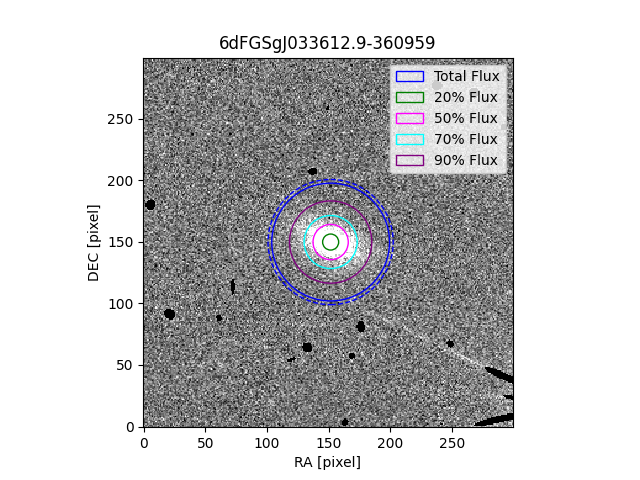 6dFGSgJ033612.9-360959
Total Flux
20% Flux
50% Flux
70% Flux
90% Flux
250
200
150
100
50
0
DEC [pixel]
0 50 100 150 200 250
RA [pixel]